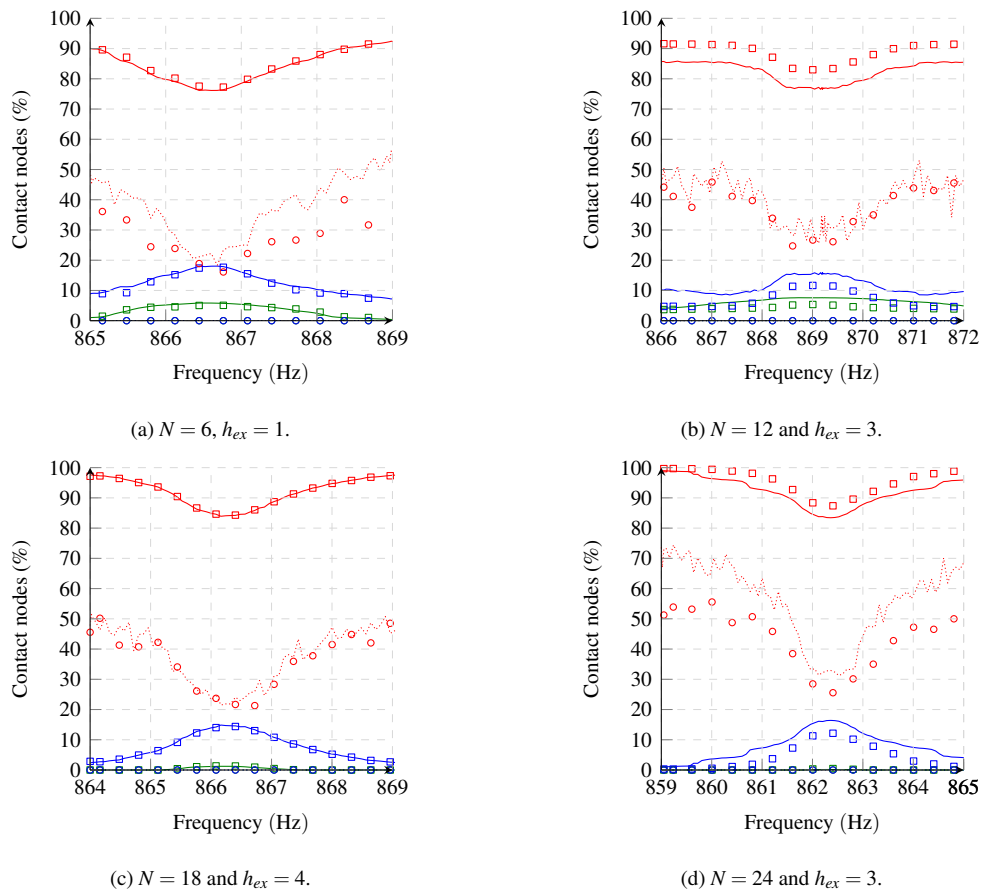 100
90
80
70
60
50
40
30
20
10
0
Contact nodes (%)
865 866 867 868 869
Frequency (Hz)
(a) N = 6, hex = 1.
100
90
80
70
60
50
40
30
20
10
0
Contact nodes (%)
866 867 868 869 870 871 872
Frequency (Hz)
(b) N = 12 and hex = 3.
100
90
80
70
60
50
40
30
20
10
0
Contact nodes (%)
864 865 866 867 868 869
Frequency (Hz)
(c) N = 18 and hex = 4.
100
90
80
70
60
50
40
30
20
10
0
Contact nodes (%)
859 860 861 862 863 864 865
Frequency (Hz)
(d) N = 24 and hex = 3.